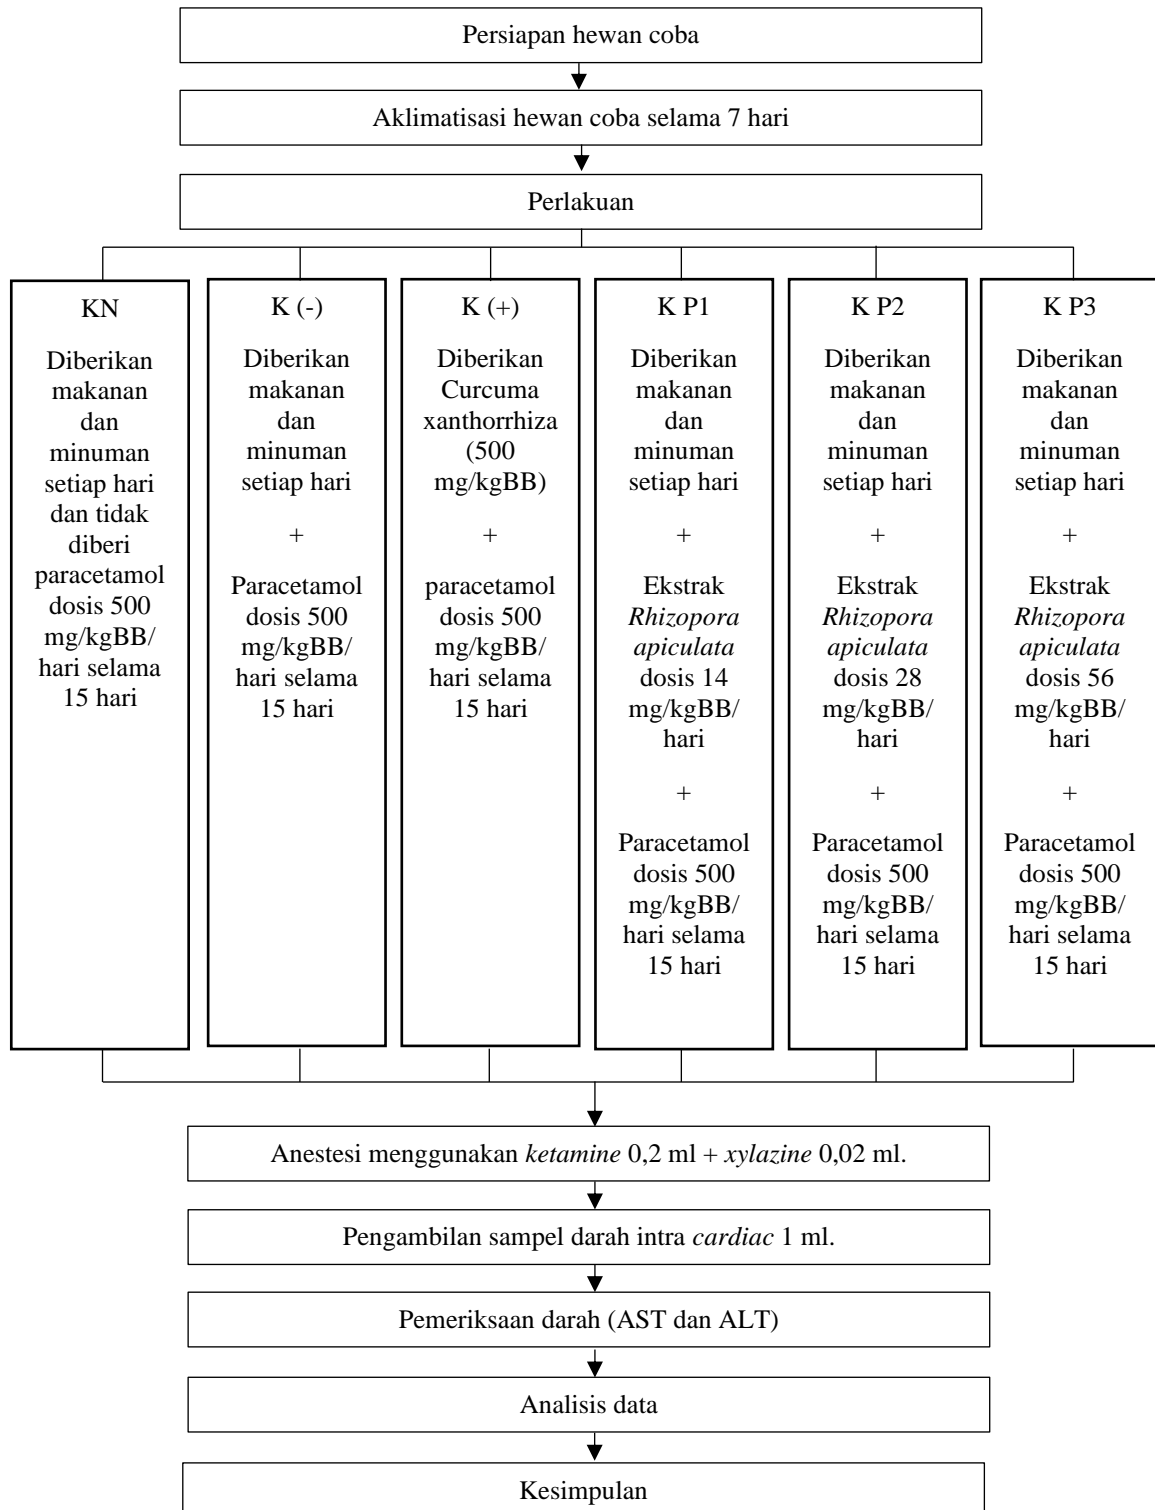 Persiapan hewan coba
Aklimatisasi hewan coba selama 7 hari
Perlakuan
KN
Diberikan
makanan
dan
minuman
setiap hari
dan tidak
diberi
paracetamol
dosis 500
mg/kgBB/
hari selama
15 hari
K (-)
Diberikan
makanan
dan
minuman
setiap hari
+
Paracetamol
dosis 500
mg/kgBB/
hari selama
15 hari
K (+)
Diberikan
Curcuma
xanthorrhiza
(500
mg/kgBB)
+
paracetamol
dosis 500
mg/kgBB/
hari selama
15 hari
K P1
Diberikan
makanan
dan
minuman
setiap hari
+
Ekstrak
Rhizopora
apiculata
dosis 14
mg/kgBB/
hari
+
Paracetamol
dosis 500
mg/kgBB/
hari selama
15 hari
K P2
Diberikan
makanan
dan
minuman
setiap hari
+
Ekstrak
Rhizopora
apiculata
dosis 28
mg/kgBB/
hari
+
Paracetamol
dosis 500
mg/kgBB/
hari selama
15 hari
K P3
Diberikan
makanan
dan
minuman
setiap hari
+
Ekstrak
Rhizopora
apiculata
dosis 56
mg/kgBB/
hari
+
Paracetamol
dosis 500
mg/kgBB/
hari selama
15 hari
Anestesi menggunakan ketamine 0,2 ml + xylazine 0,02 ml.
Pengambilan sampel darah intra cardiac 1 ml.
Pemeriksaan darah (AST dan ALT)
Analisis data
Kesimpulan